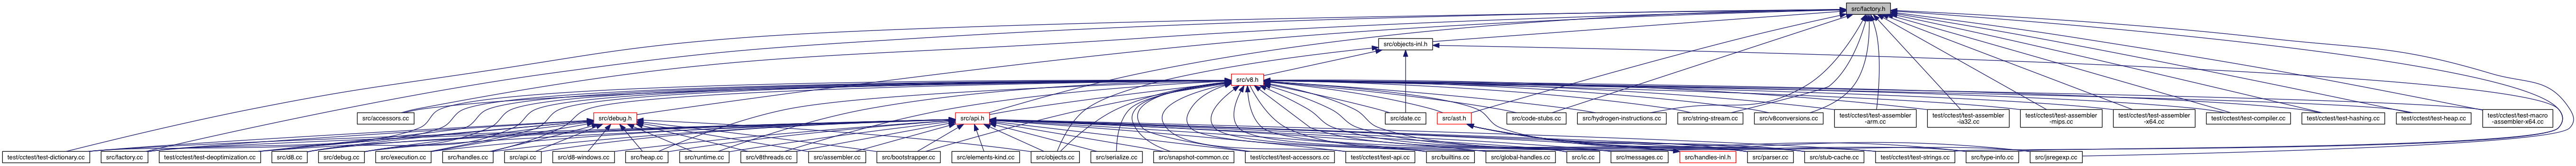 src/factory.h
src/objects-inl.h
src/v8.h
src/accessors.cc
src/debug.h
src/api.h
src/date.cc
src/ast.h
src/code-stubs.cc
src/hydrogen-instructions.cc
src/string-stream.cc
src/v8conversions.cc
test/cctest/test-assembler
-arm.cc
test/cctest/test-assembler
-ia32.cc
test/cctest/test-assembler
-mips.cc
test/cctest/test-assembler
-x64.cc
test/cctest/test-compiler.cc
test/cctest/test-hashing.cc
test/cctest/test-heap.cc
test/cctest/test-macro
-assembler-x64.cc
test/cctest/test-dictionary.cc
src/factory.cc
test/cctest/test-deoptimization.cc
src/d8.cc
src/debug.cc
src/execution.cc
src/handles.cc
src/api.cc
src/d8-windows.cc
src/heap.cc
src/runtime.cc
src/v8threads.cc
src/assembler.cc
src/bootstrapper.cc
src/elements-kind.cc
src/objects.cc
src/serialize.cc
src/snapshot-common.cc
test/cctest/test-accessors.cc
test/cctest/test-api.cc
src/builtins.cc
src/global-handles.cc
src/ic.cc
src/messages.cc
src/handles-inl.h
src/parser.cc
src/stub-cache.cc
test/cctest/test-strings.cc
src/type-info.cc
src/jsregexp.cc